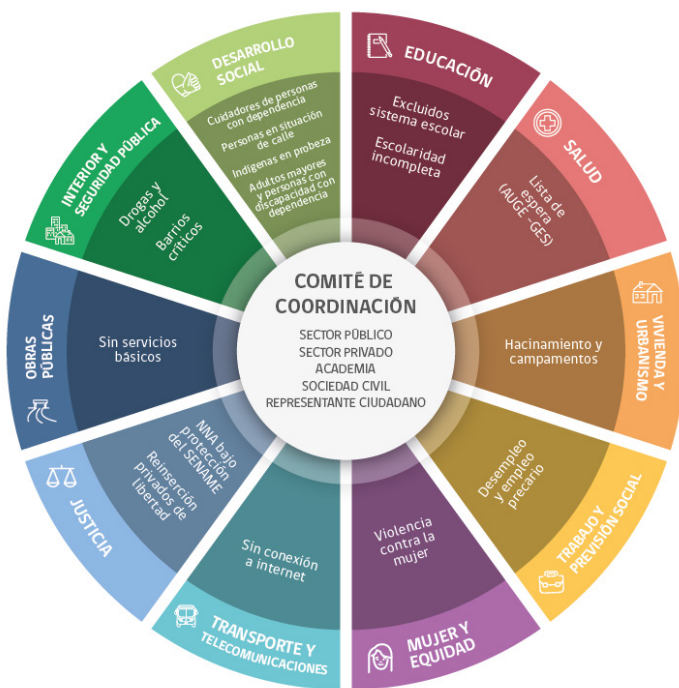 COMITÉ DE
COORDINACIÓN
SECTOR PÚBLICO
SECTOR PRIVADO
ACADEMIA
SOCIEDAD CIVIL
REPRESENTANTE CIUDADANO
DESARROLLO
SOCIAL
Cuidadores de personas
con dependencia
Personas en situación
de calle
Indígenas en probeza
Adultos mayores
y personas con
discapacidad con
dependencia
EDUCACIÓN
Excluidos
sistema escolar
Escolaridad
incompleta
SALUD
Lista de
espera
(AUGE -GES)
VIVIENDA Y
URBANISMO
Hacinamiento y
campamentos
TRABAJO Y
PREVISIÓN SOCIAL
Desempleo
y empleo
precario
MUJER Y
EQUIDAD
Violencia
contra la
mujer
TRANSPORTE Y
TELECOMUNICACIONES
Sin conexión
a internet
JUSTICIA
NNA bajo
protección
del SENAME
Reinserción
privados de
libertad
OBRAS
PÚBLICAS
Sin servicios
básicos
INTERIOR Y
SEGURIDAD PÚBLICA
Drogas y
alcohol
Barrios
críticos